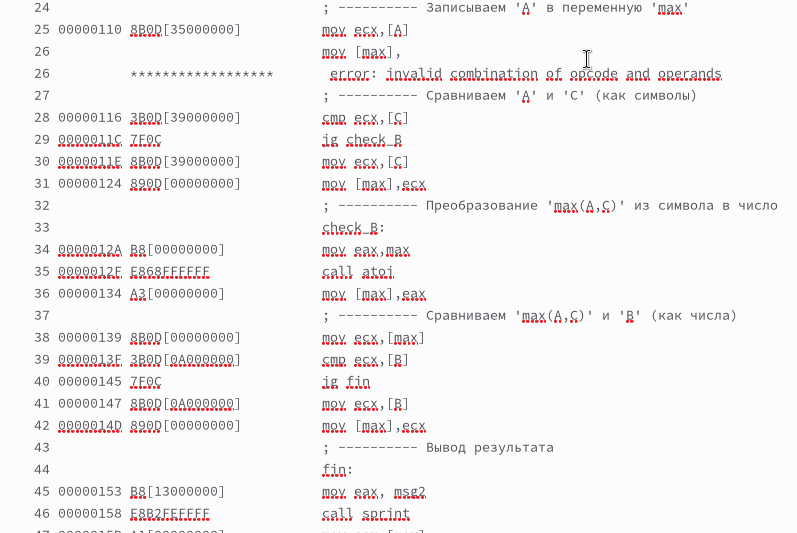 24 ; ---------- Записываем 'A' в переменную 'max'
25 00000110 8B0D[35000000] mov ecx,[A]
26 mov [max],
26 ****************** error: invalid combination of opcode and operands
27 ; ---------- Сравниваем 'A' и 'C' (как символы)
28 00000116 3B0D[39000000] cmp ecx,[C]
29 0000011C 7F0C jg check_B
30 0000011E 8B0D[39000000] mov ecx,[C]
31 00000124 890D[00000000] mov [max],ecx
32 ; ---------- Преобразование 'max(A,C)' из символа в число
33 check_B:
34 0000012A B8[00000000] mov eax,max
35 0000012F E868FFFFFF call atoi
36 00000134 A3[00000000] mov [max],eax
37 ; ---------- Сравниваем 'max(A,C)' и 'B' (как числа)
38 00000139 8B0D[00000000] mov ecx,[max]
39 0000013F 3B0D[0A000000] cmp ecx,[B]
40 00000145 7F0C jg fin
41 00000147 8B0D[0A000000] mov ecx,[B]
42 0000014D 890D[00000000] mov [max],ecx
43 ; ---------- Вывод результата
44 fin:
45 00000153 B8[13000000] mov eax, msg2
46 00000158 E8B2FEFFFF call sprint